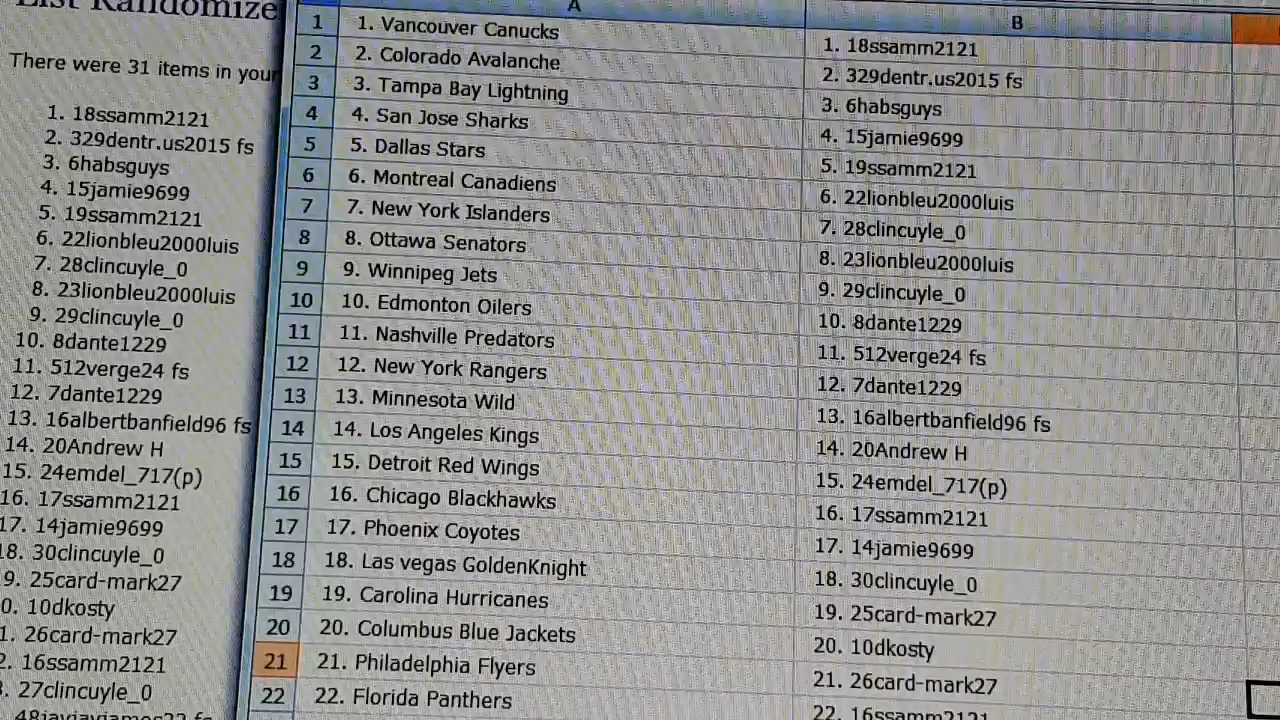 List Randomize
There were 31 items in your
1. 18ssamm2121
2. 329dentr.us2015 fs
3. 6habsguys
4. 15jamie9699
5. 19ssamm2121
6. 22lionbleu2000luis
7. 28clincuyle_0
8. 23lionbleu2000luis
9. 29clincuyle_0
10. 8dante1229
11. 512verge24 fs
12. 7dante1229
13. 16albertbanfield96 fs
14. 20Andrew H
15. 24emdel_717(p)
16. 17ssamm2121
17. 14jamie9699
18. 30clincuyle_0
9. 25card-mark27
0. 10dkosty
1. 26card-mark27
2. 16ssamm2121
. 27clincuyle_0
A B
1 1. Vancouver Canucks 1. 18ssamm2121
2 2. Colorado Avalanche 2. 329dentr.us2015 fs
3 3. Tampa Bay Lightning 3. 6habsguys
4 4. San Jose Sharks 4. 15jamie9699
5 5. Dallas Stars 5. 19ssamm2121
6 6. Montreal Canadiens 6. 22lionbleu2000luis
7 7. New York Islanders 7. 28clincuyle_0
8 8. Ottawa Senators 8. 23lionbleu2000luis
9 9. Winnipeg Jets 9. 29clincuyle_0
10 10. Edmonton Oilers 10. 8dante1229
11 11. Nashville Predators 11. 512verge24 fs
12 12. New York Rangers 12. 7dante1229
13 13. Minnesota Wild 13. 16albertbanfield96 fs
14 14. Los Angeles Kings 14. 20Andrew H
15 15. Detroit Red Wings 15. 24emdel_717(p)
16 16. Chicago Blackhawks 16. 17ssamm2121
17 17. Phoenix Coyotes 17. 14jamie9699
18 18. Las vegas GoldenKnight 18. 30clincuyle_0
19 19. Carolina Hurricanes 19. 25card-mark27
20 20. Columbus Blue Jackets 20. 10dkosty
21 21. Philadelphia Flyers 21. 26card-mark27
22 22. Florida Panthers 22. 16ssamm2121